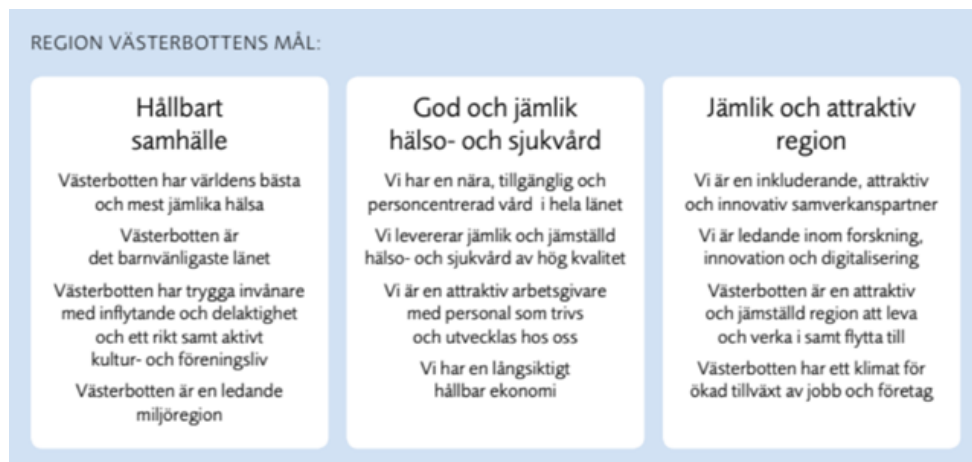 REGION VÄSTERBOTTENS MÅL:
Hållbart
samhälle
Västerbotten har världens bästa
och mest jämlika hälsa
Västerbotten är
det barnvänligaste länet
Västerbotten har trygga invånare
med inflytande och delaktighet
och ett rikt samt aktivt
kultur- och föreningsliv
Västerbotten är en ledande
miljöregion
God och jämlik
hälso- och sjukvård
Vi har en nära, tillgänglig och
personcentrerad vård i hela länet
Vi levererar jämlik och jämställd
hälso- och sjukvård av hög kvalitet
Vi är en attraktiv arbetsgivare
med personal som trivs
och utvecklas hos oss
Vi har en långsiktigt
hållbar ekonomi
Jämlik och attraktiv
region
Vi är en inkluderande, attraktiv
och innovativ samverkanspartner
Vi är ledande inom forskning,
innovation och digitalisering
Västerbotten är en attraktiv
och jämställd region att leva
och verka i samt flytta till
Västerbotten har ett klimat för
ökad tillväxt av jobb och företag